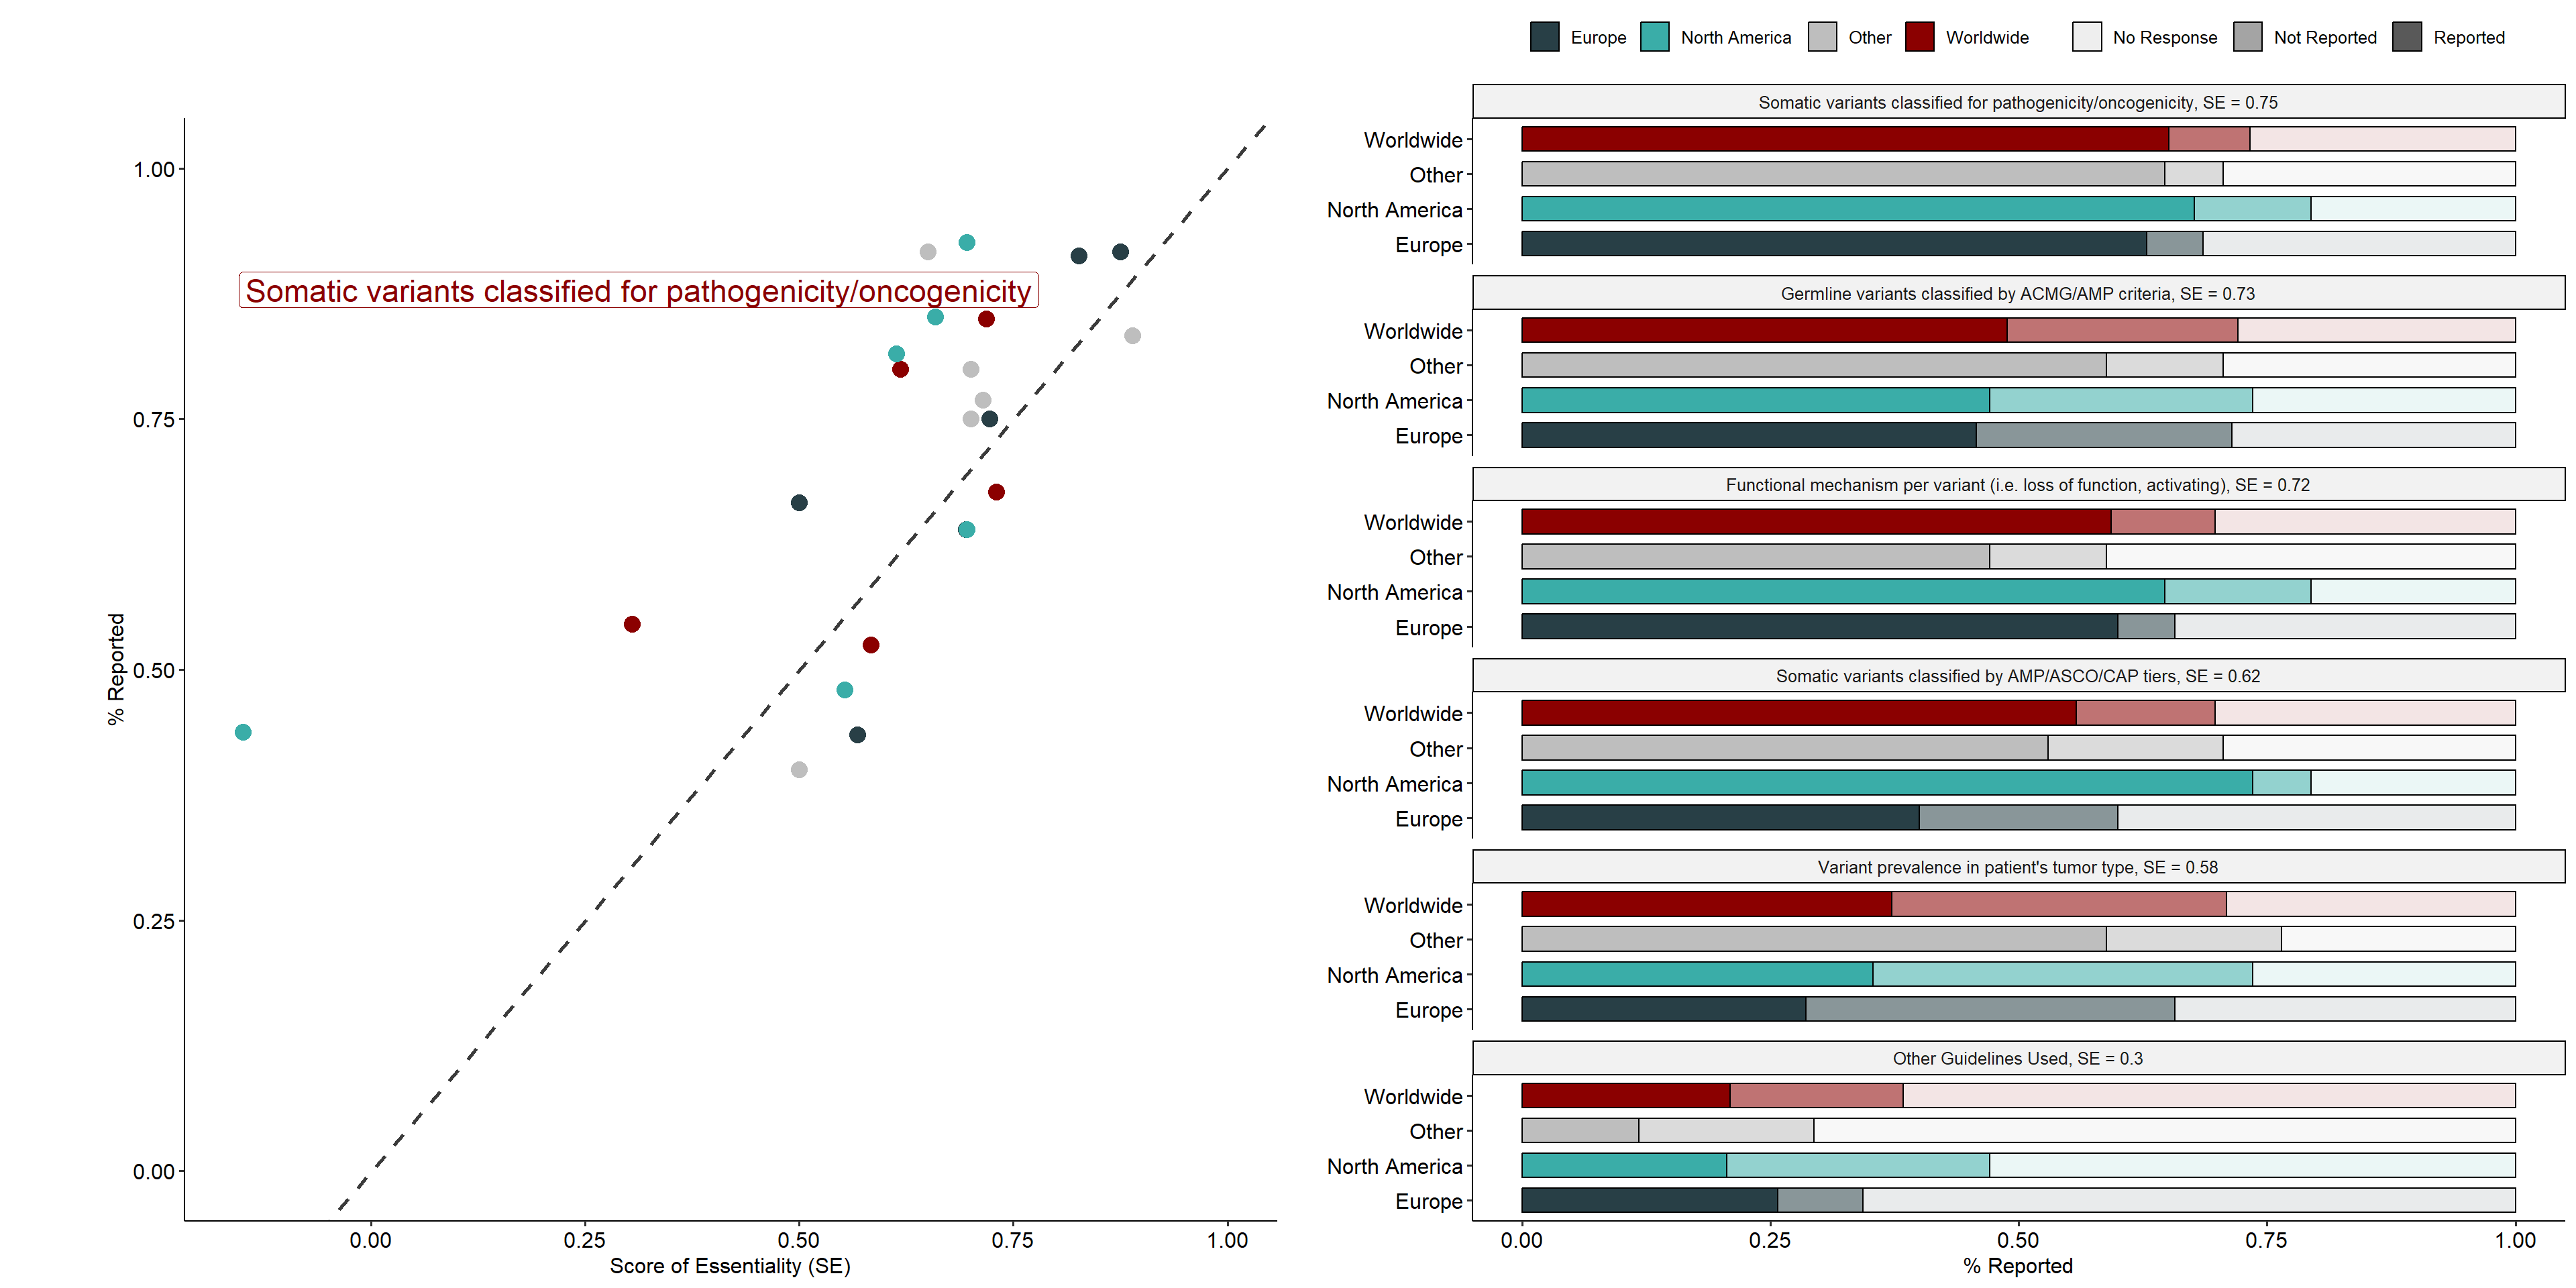 Europe North America Other Worldwide No Response Not Reported Reported
% Reported
1.00
0.75
0.50
0.25
0.00
Somatic variants classified for pathogenicity/oncogenicity
0.00 0.25 0.50 0.75 1.00
Score of Essentiality (SE)
Somatic variants classified for pathogenicity/oncogenicity, SE = 0.75
Worldwide
Other
North America
Europe
Germline variants classified by ACMG/AMP criteria, SE = 0.73
Worldwide
Other
North America
Europe
Functional mechanism per variant (i.e. loss of function, activating), SE = 0.72
Worldwide
Other
North America
Europe
Somatic variants classified by AMP/ASCO/CAP tiers, SE = 0.62
Worldwide
Other
North America
Europe
Variant prevalence in patient's tumor type, SE = 0.58
Worldwide
Other
North America
Europe
Other Guidelines Used, SE = 0.3
Worldwide
Other
North America
Europe
0.00 0.25 0.50 0.75 1.00
% Reported